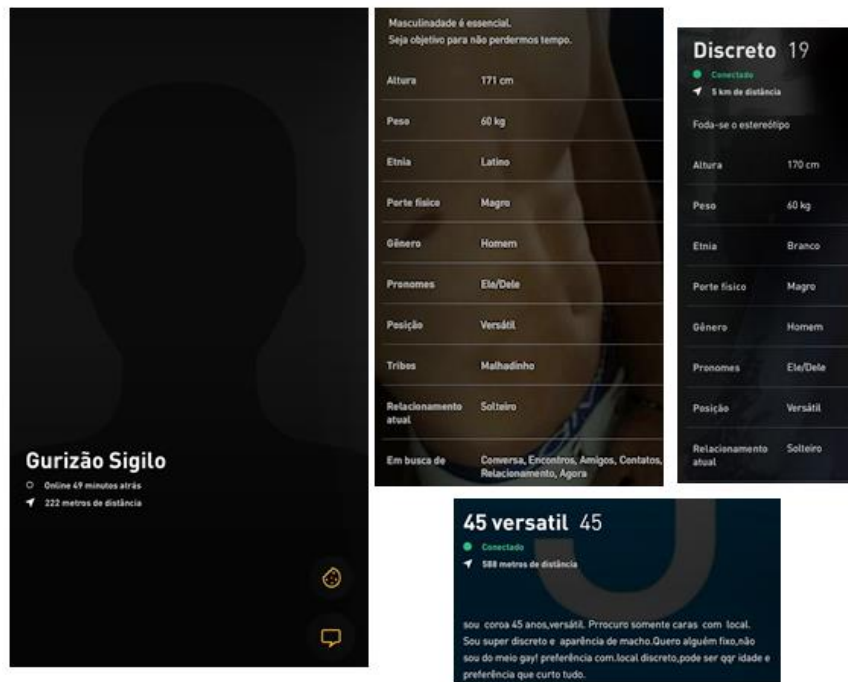 Gurizão Sigilo
Online 49 minutos atrás
222 metros de distância
Masculinadade é essencial.
Seja objetivo para não perdermos tempo.
Altura 171 cm
Peso 60 kg
Etnia Latino
Porte físico Magro
Gênero Homem
Pronomes Ele/Dele
Posição Versátil
Tribos Malhadinho
Relacionamento Solteiro
atual
Em busca de Conversa, Encontros, Amigos, Contatos,
Relacionamento, Agora
Discreto 19
Conectado
5 km de distância
Foda-se o estereótipo
Altura 170 cm
Peso 60 kg
Etnia Branco
Porte físico Magro
Gênero Homem
Pronomes Ele/Dele
Posição Versátil
Relacionamento Solteiro
atual
45 versatil 45
Conectado
588 metros de distância
sou coroa 45 anos,versátil. Prrocuro somente caras com local.
Sou super discreto e aparência de macho.Quero alguém fixo,não
sou do meio gay! preferência com.local discreto,pode ser qqr idade e
preferência que curto tudo.